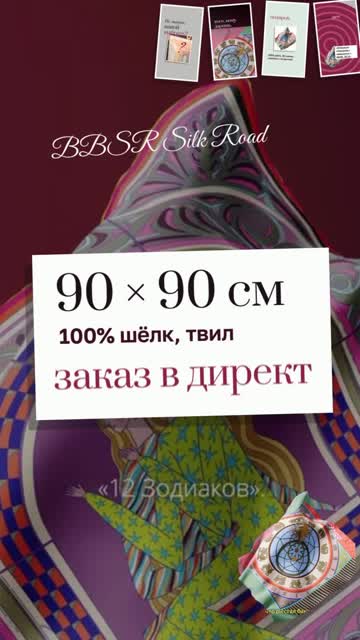 BBSR Silk Road
90 × 90 см
100% шёлк, твил
заказ в директ
«12 Зодиаков».